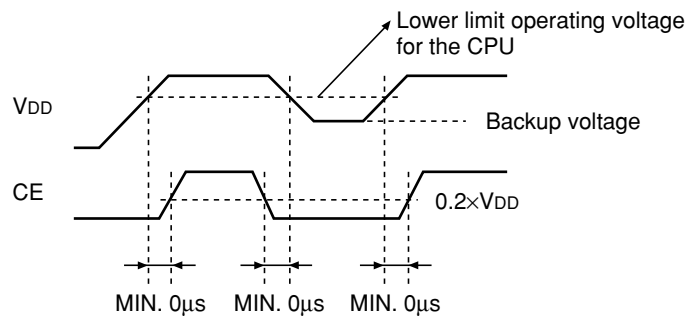 Lower limit operating voltage
for the CPU
VDD
Backup voltage
CE
0.2×VDD
MIN. 0μs MIN. 0μs MIN. 0μs